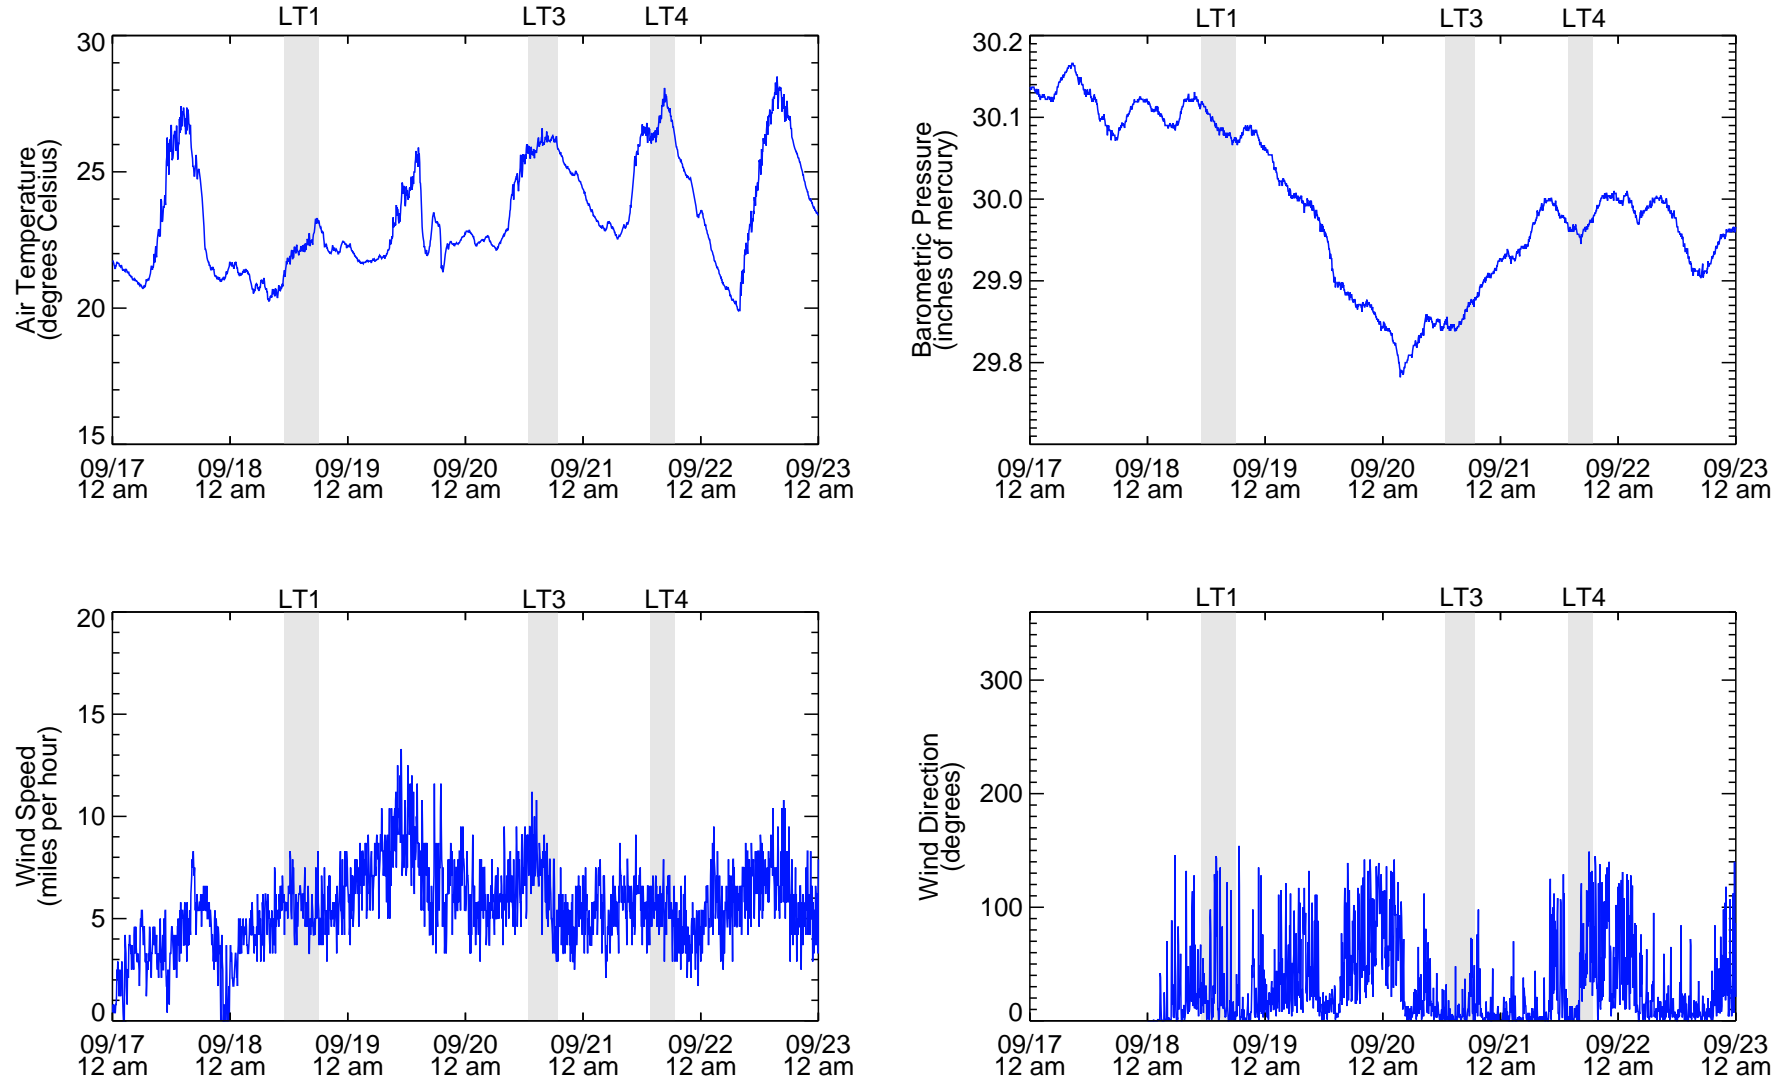 LT1 LT3 LT4
30
25
20
15
Air Temperature
(degrees Celsius)
09/17 09/18 09/19 09/20 09/21 09/22 09/23
12 am 12 am 12 am 12 am 12 am 12 am 12 am
LT1 LT3 LT4
30.2
30.1
30.0
29.9
29.8
Barometric Pressure
(inches of mercury)
09/17 09/18 09/19 09/20 09/21 09/22 09/23
12 am 12 am 12 am 12 am 12 am 12 am 12 am
LT1 LT3 LT4
20
15
10
5
0
Wind Speed
(miles per hour)
09/17 09/18 09/19 09/20 09/21 09/22 09/23
12 am 12 am 12 am 12 am 12 am 12 am 12 am
LT1 LT3 LT4
300
200
100
0
Wind Direction
(degrees)
09/17 09/18 09/19 09/20 09/21 09/22 09/23
12 am 12 am 12 am 12 am 12 am 12 am 12 am